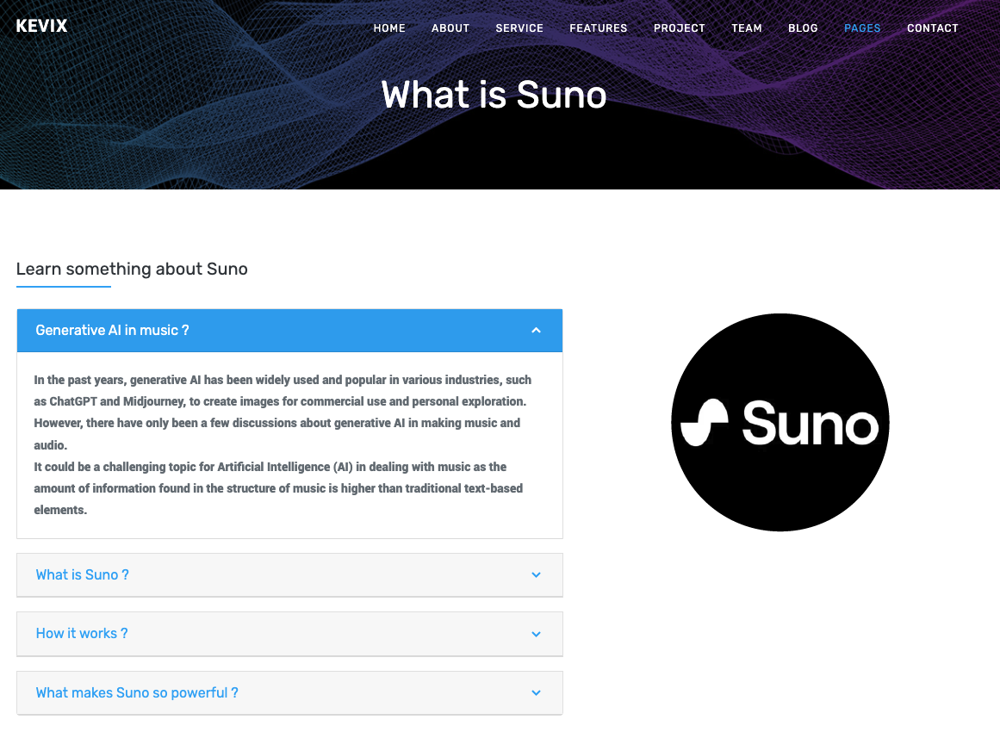 KEVIX
HOME ABOUT SERVICE FEATURES PROJECT TEAM BLOG PAGES CONTACT
What is Suno
Learn something about Suno
Generative AI in music ?
In the past years, generative AI has been widely used and popular in various industries, such
as ChatGPT and Midjourney, to create images for commercial use and personal exploration.
However, there have only been a few discussions about generative AI in making music and
audio.
It could be a challenging topic for Artificial Intelligence (AI) in dealing with music as the
amount of information found in the structure of music is higher than traditional text-based
elements.
Suno
What is Suno ?
How it works ?
What makes Suno so powerful ?